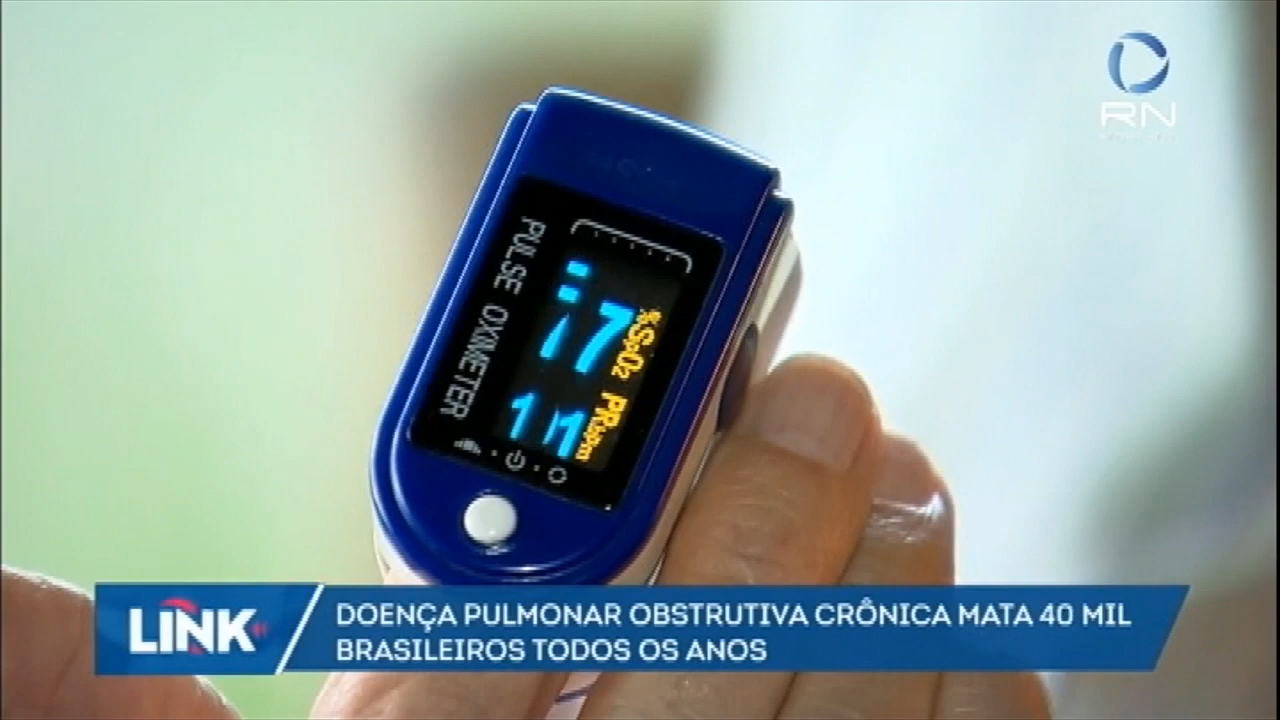 RN
PULSE OXIMETER
%SpO2 PRbpm
LINK
DOENÇA PULMONAR OBSTRUTIVA CRÔNICA MATA 40 MIL
BRASILEIROS TODOS OS ANOS